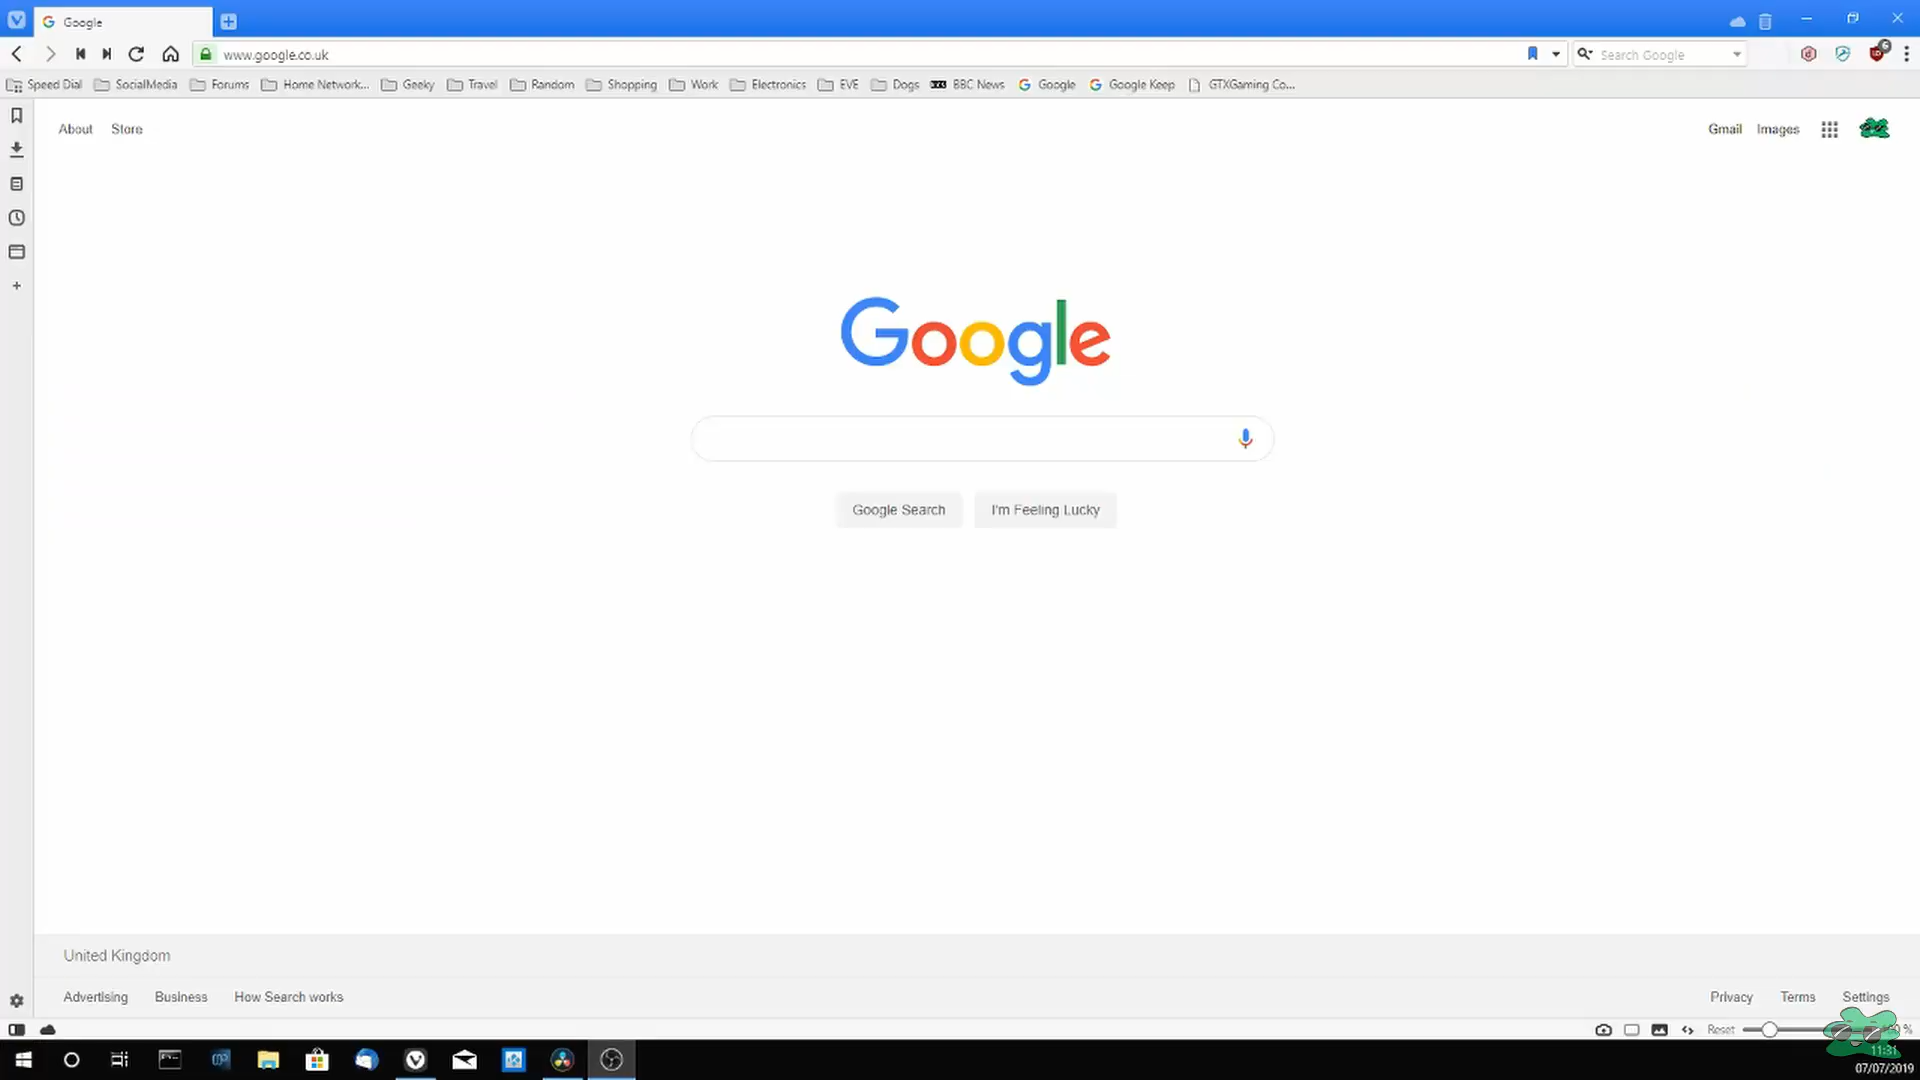 Google
www.google.co.uk
Search Google
6
Speed Dial SocialMedia Forums Home Network... Geeky Travel Random Shopping Work Electronics EVE Dogs BBC News Google Google Keep GTXGaming Co...
About Store
Gmail Images
Google
Google Search I'm Feeling Lucky
United Kingdom
Advertising Business How Search works
Privacy Terms Settings
Reset
%
11:31
07/07/2019